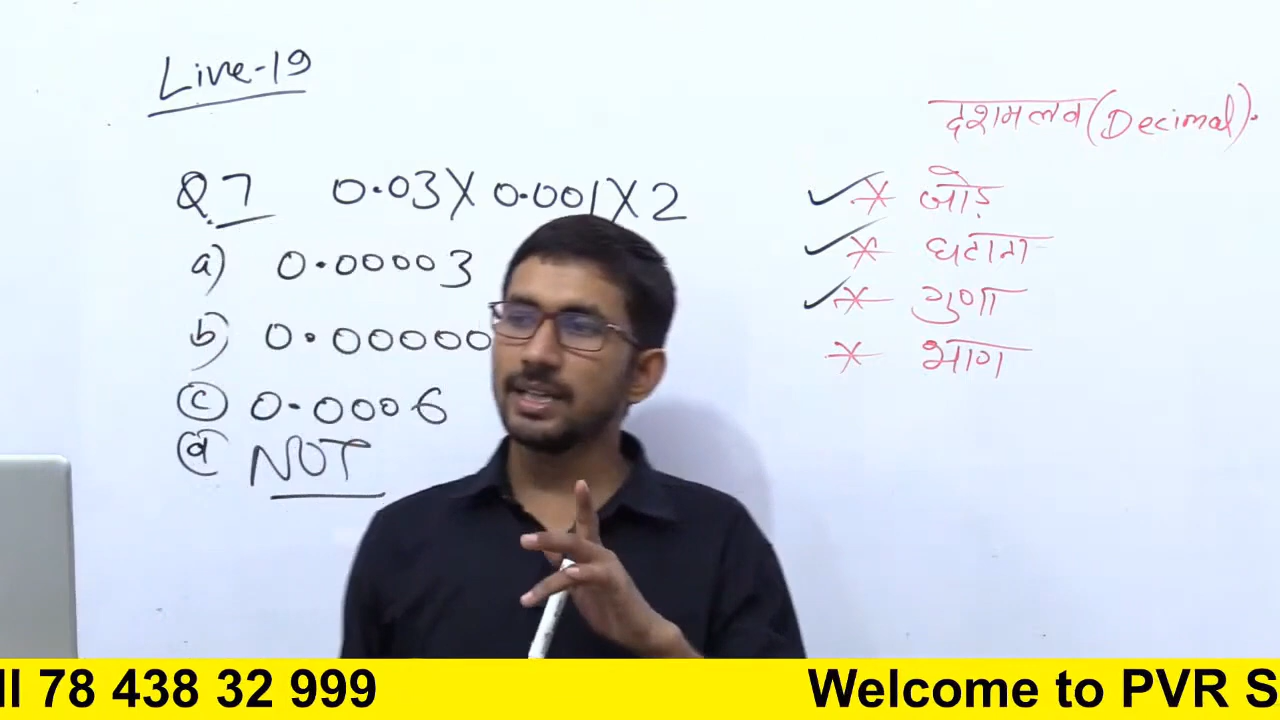 Live-19
दशमलव (Decimal).
Q7 0.03 X 0.001 X 2
a) 0.00003
b) 0.00000
c) 0.0006
d) NOT
* जोड़
* घटाना
* गुणा
* भाग
ll 78 438 32 999 Welcome to PVR S